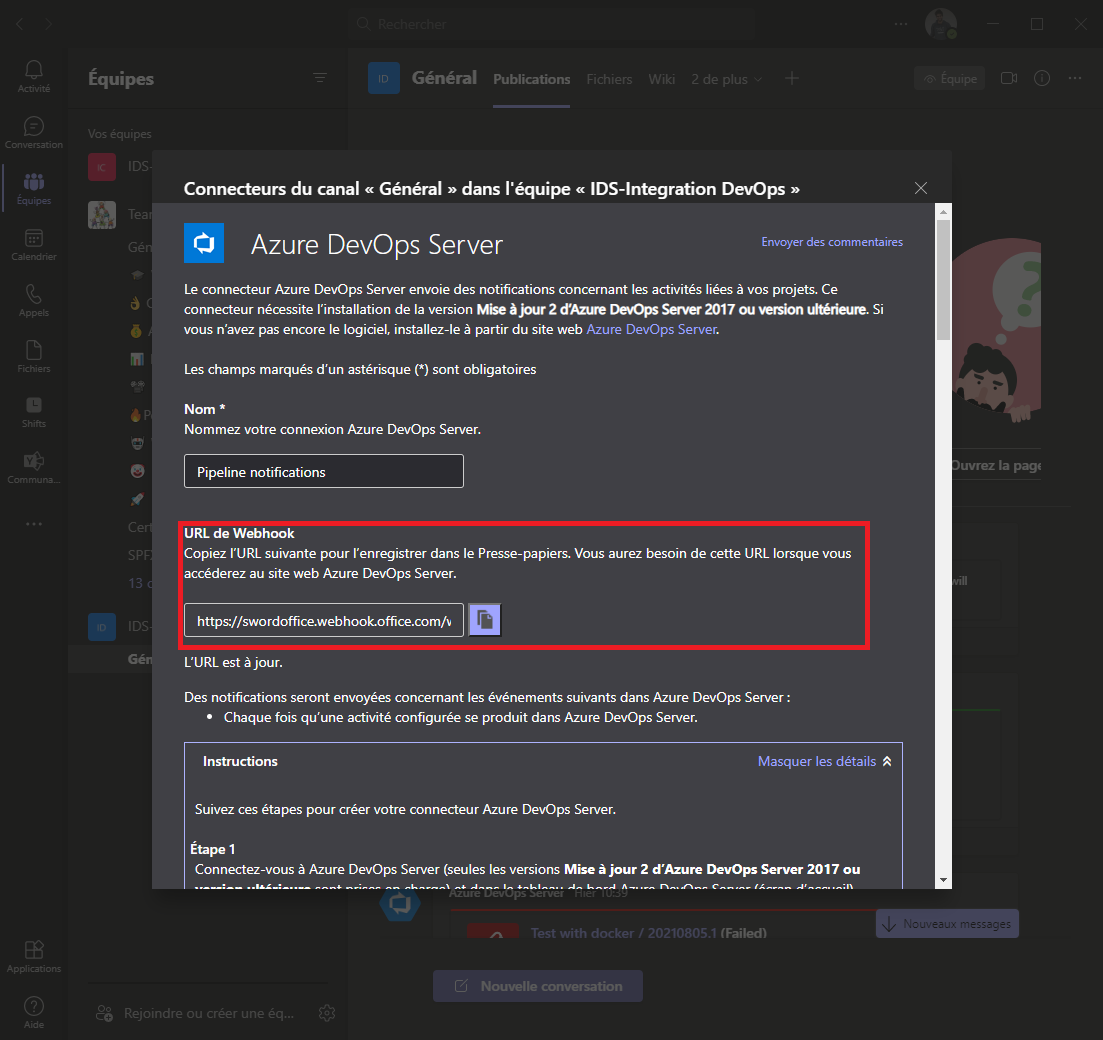 Rechercher
Activité
Conversation
Équipes
Calendrier
Appels
Fichiers
Shifts
Communa...
Applications
Aide
Équipes
Vos équipes
IC
IDS-
Team
Gén
Cert
SPF
13 c
ID
IDS-
Gén
Rejoindre ou créer une éq...
ID
Général
Publications
Fichiers
Wiki
2 de plus
Équipe
Connecteurs du canal « Général » dans l'équipe « IDS-Integration DevOps »
Azure DevOps Server
Envoyer des commentaires
Le connecteur Azure DevOps Server envoie des notifications concernant les activités liées à vos projets. Ce
connecteur nécessite l’installation de la version Mise à jour 2 d’Azure DevOps Server 2017 ou version ultérieure. Si
vous n’avez pas encore le logiciel, installez-le à partir du site web Azure DevOps Server.
Les champs marqués d’un astérisque (*) sont obligatoires
Nom *
Nommez votre connexion Azure DevOps Server.
Pipeline notifications
URL de Webhook
Copiez l’URL suivante pour l’enregistrer dans le Presse-papiers. Vous aurez besoin de cette URL lorsque vous
accéderez au site web Azure DevOps Server.
https://swordoffice.webhook.office.com/v
L’URL est à jour.
Des notifications seront envoyées concernant les événements suivants dans Azure DevOps Server :
• Chaque fois qu’une activité configurée se produit dans Azure DevOps Server.
Instructions
Masquer les détails
Suivez ces étapes pour créer votre connecteur Azure DevOps Server.
Étape 1
Connectez-vous à Azure DevOps Server (seules les versions Mise à jour 2 d’Azure DevOps Server 2017 ou
version ultérieure sont prises en charge) et dans le tableau de bord Azure DevOps Server (écran d’accueil)
Ouvrez la page
will
Azure DevOps Server Hier 10:39
Test with docker / 20210805.1 (Failed)
Nouveaux messages
Nouvelle conversation